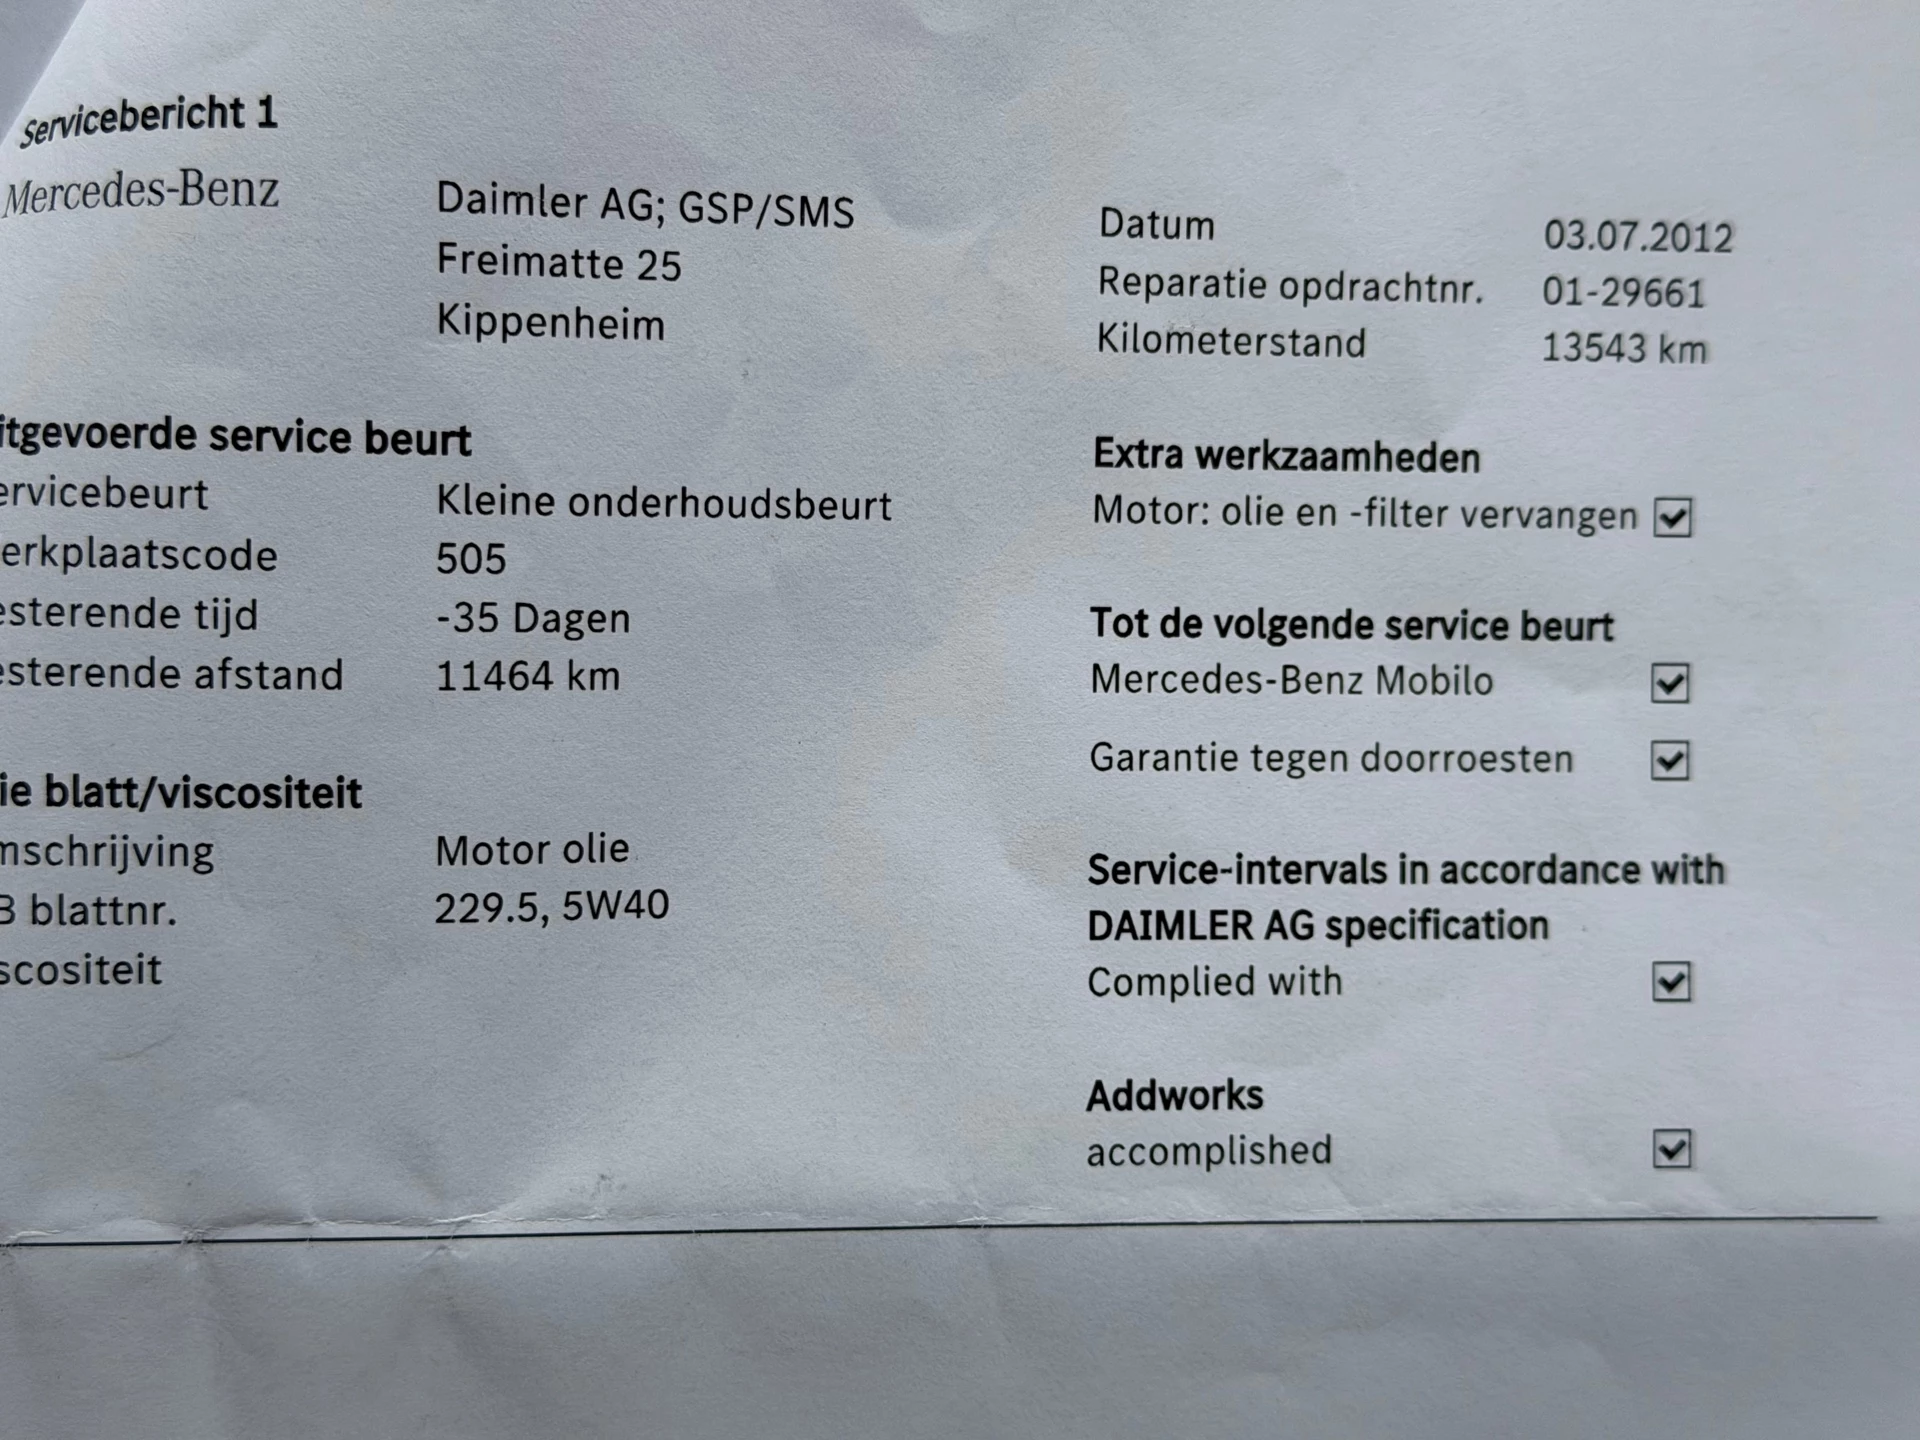 Servicebericht 1
Mercedes-Benz
Daimler AG; GSP/SMS
Freimatte 25
Kippenheim
Datum 03.07.2012
Reparatie opdrachtnr. 01-29661
Kilometerstand 13543 km
itgevoerde service beurt
ervicebeurt Kleine onderhoudsbeurt
erkplaatscode 505
esterende tijd -35 Dagen
esterende afstand 11464 km
ie blatt/viscositeit
mschrijving Motor olie
B blattnr. 229.5, 5W40
scositeit
Extra werkzaamheden
Motor: olie en -filter vervangen
Tot de volgende service beurt
Mercedes-Benz Mobilo
Garantie tegen doorroesten
Service-intervals in accordance with
DAIMLER AG specification
Complied with
Addworks
accomplished